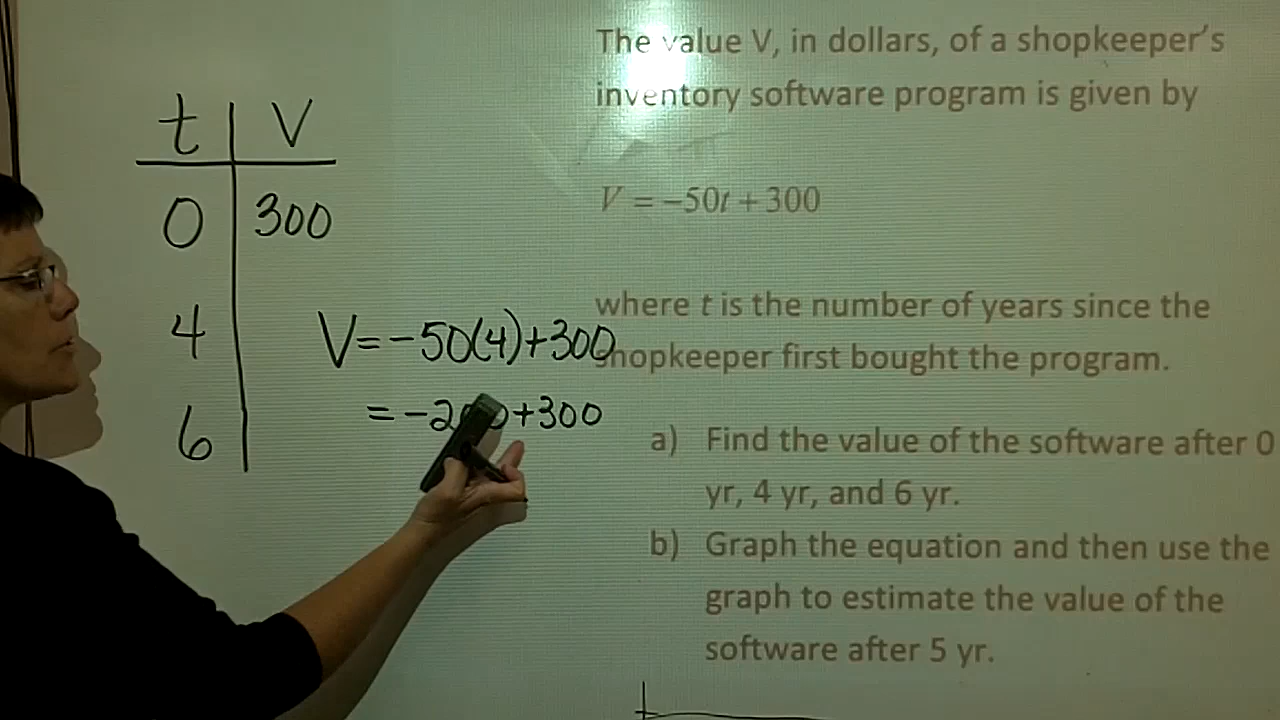 The value V, in dollars, of a shopkeeper's
inventory software program is given by
V = −50t + 300
where t is the number of years since the
shopkeeper first bought the program.
a) Find the value of the software after 0
yr, 4 yr, and 6 yr.
b) Graph the equation and then use the
graph to estimate the value of the
software after 5 yr.
t V
0 300
4 V=-50(4)+300
=-200+300
6